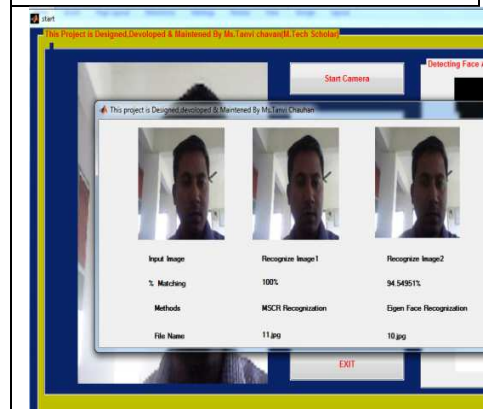 start
This Project is Designed,Devoloped & Maintened By Ms.Tanvi chavan(M.Tech Scholar)
Start Camera
Detecting Face A
This project is Designed,devoloped & Maintened By Ms.Tanvi Chauhan
Input Image Recognize Image1 Recognize Image2
% Matching 100% 94.54951%
Methods MSCR Recognization Eigen Face Recognization
File Name 11.jpg 10.jpg
EXIT